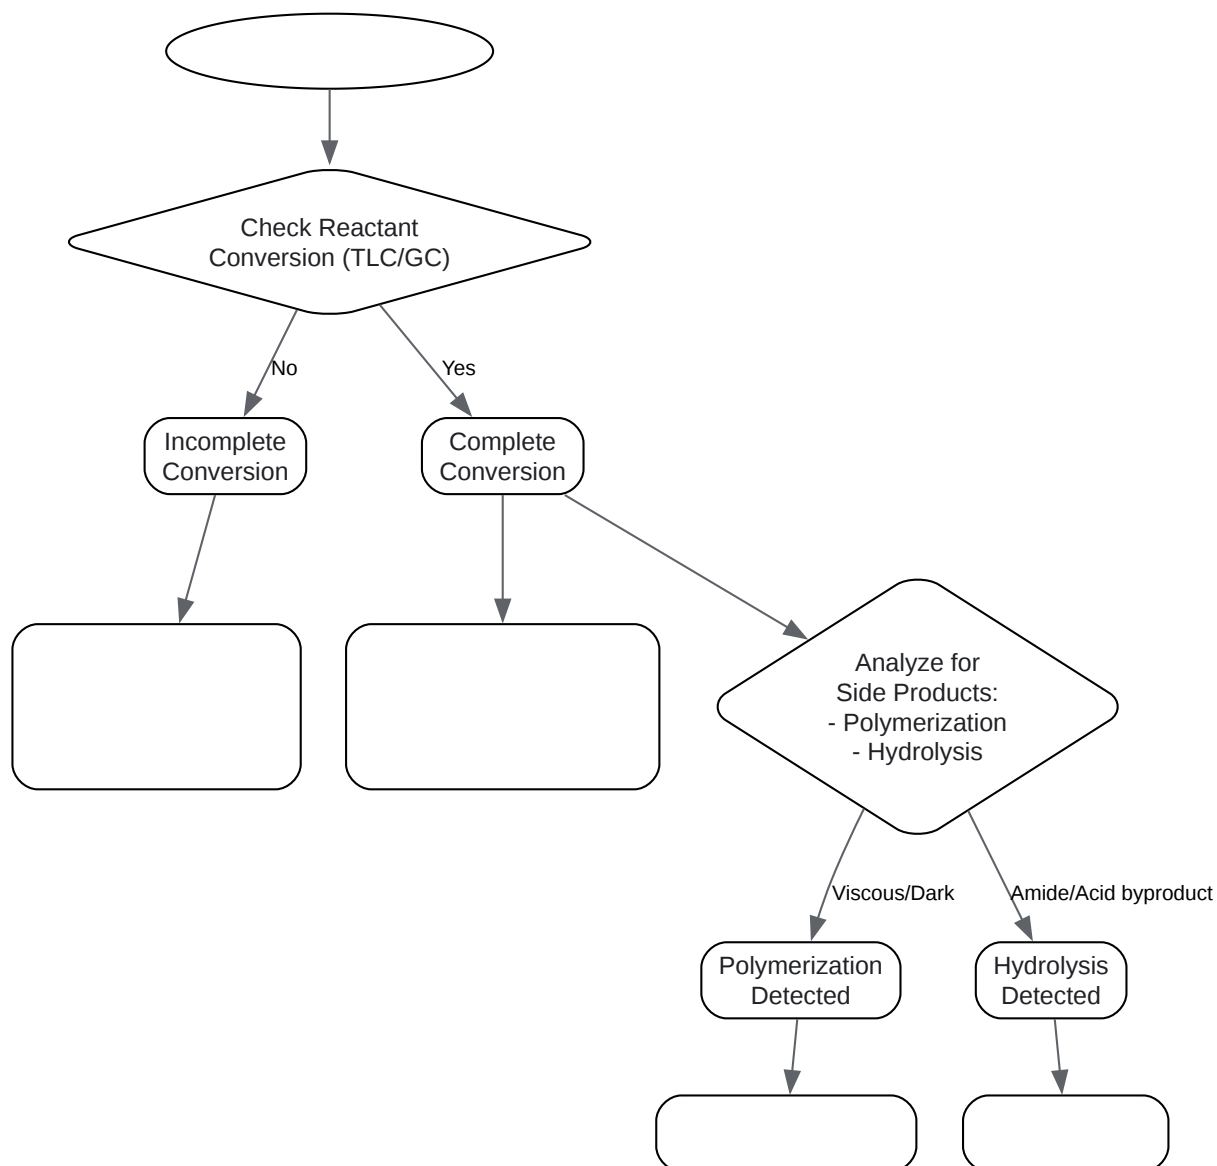 Check Reactant
Conversion (TLC/GC)
No
Yes
Incomplete
Conversion
Complete
Conversion
Analyze for
Side Products:
- Polymerization
- Hydrolysis
Viscous/Dark
Amide/Acid byproduct
Polymerization
Detected
Hydrolysis
Detected